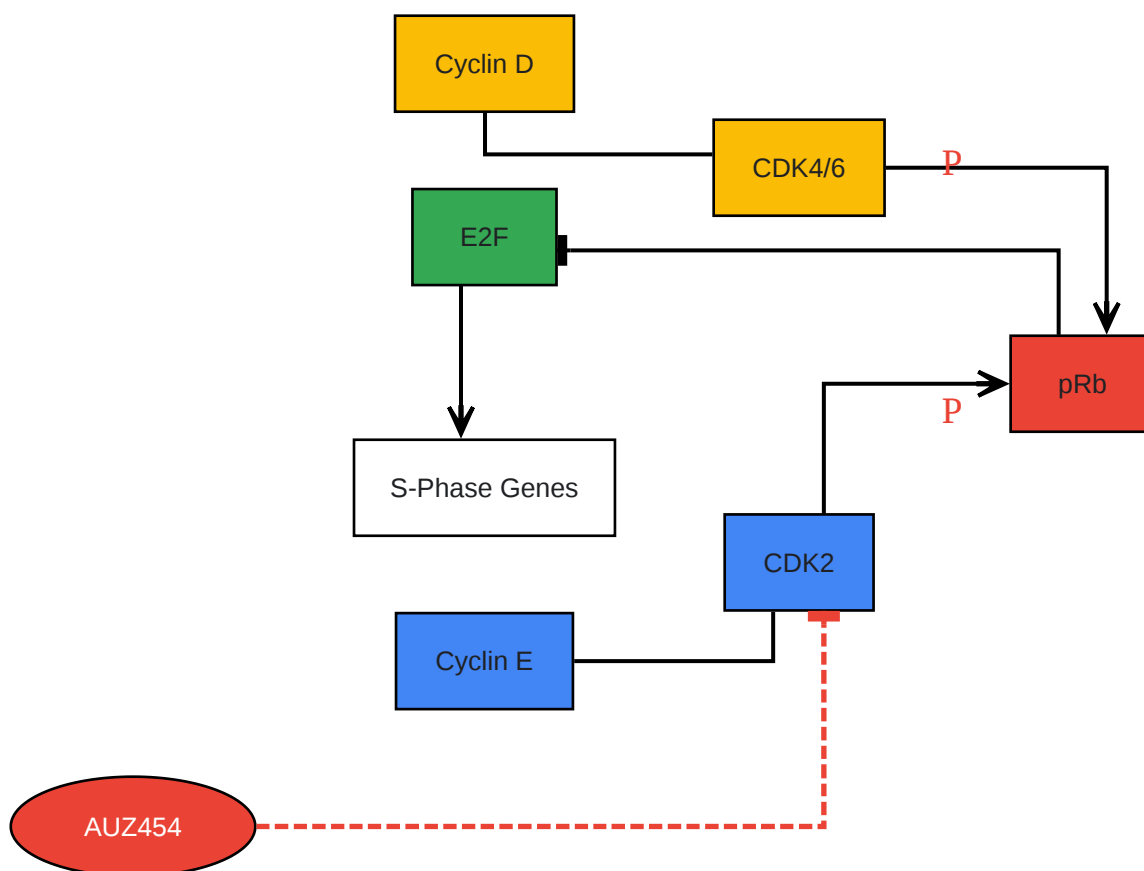 Cyclin D
CDK4/6
P
E2F
pRb
P
S-Phase Genes
CDK2
Cyclin E
AUZ454